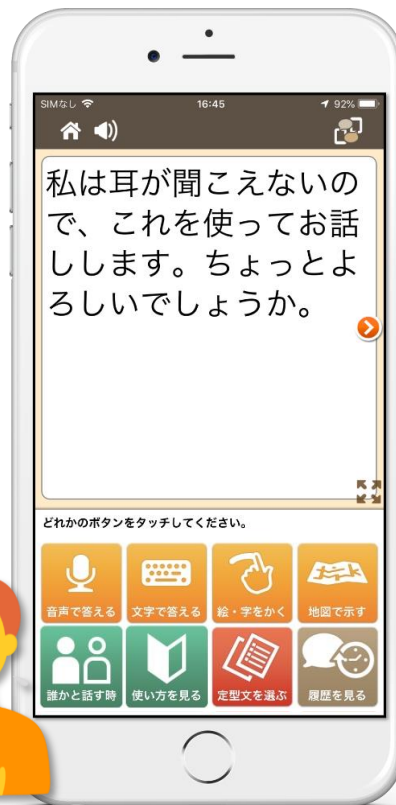 SIMなし 16:45 92%
私は耳が聞こえないの
で、これを使ってお話
しします。ちょっとよ
ろしいでしょうか。
どれかのボタンをタッチしてください。
音声で答える 文字で答える 絵・字をかく 地図で示す
誰かと話す時 使い方を見る 定型文を選ぶ 履歴を見る